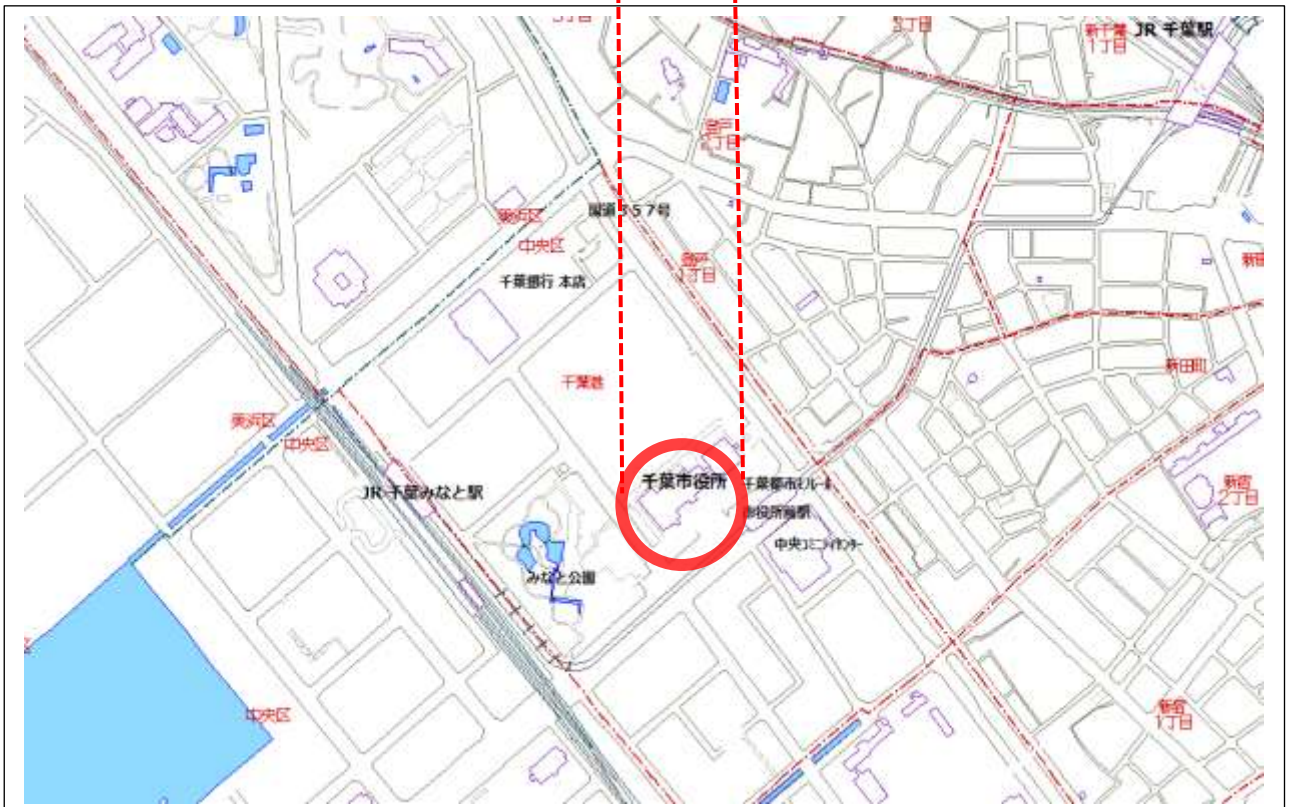 JR 千葉駅
新千葉
1丁目
登戸
2丁目
国道357号
美浜区
中央区
千葉銀行 本店
登戸
1丁目
新田町
千葉港
美浜区
中央区
JR 千葉みなと駅
千葉市役所
千葉都市モノレール
市役所前駅
中央コミュニティセンター
新宿
2丁目
みなと公園
中央区
新宿
1丁目